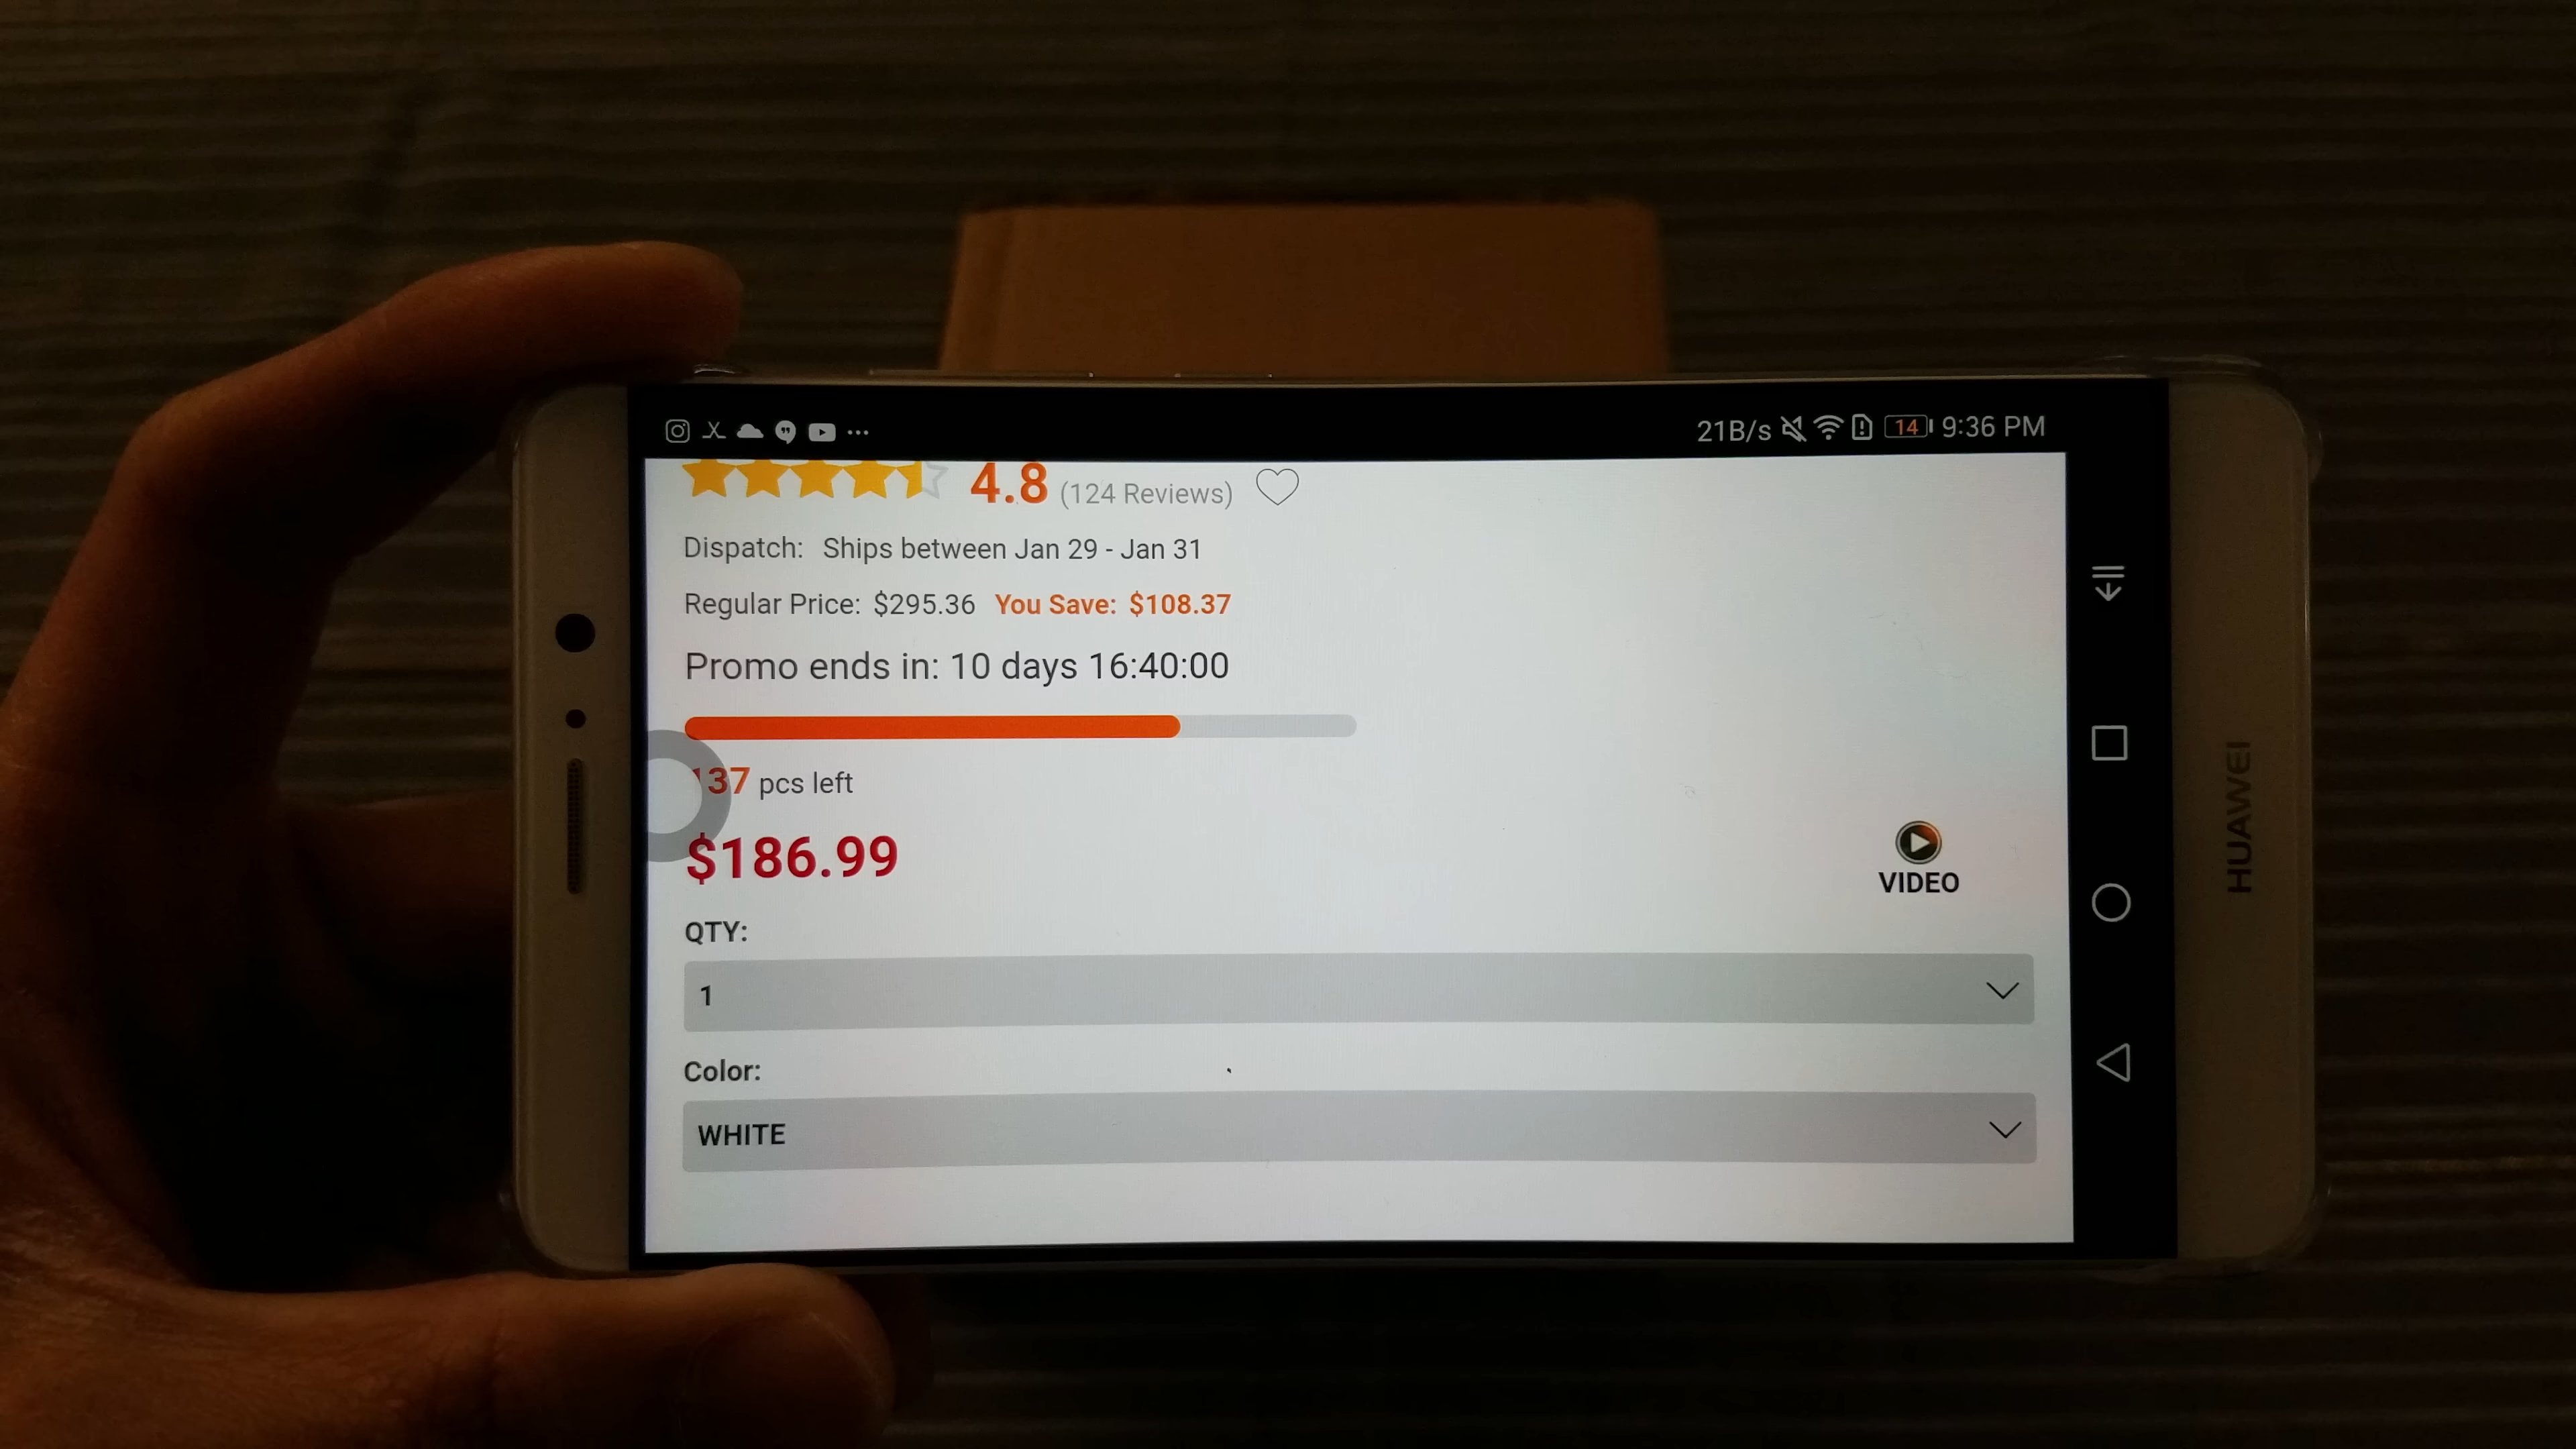 21B/s 14 9:36 PM
4.8 (124 Reviews)
Dispatch: Ships between Jan 29 - Jan 31
Regular Price: $295.36 You Save: $108.37
Promo ends in: 10 days 16:40:00
137 pcs left
$186.99
VIDEO
QTY:
1
Color:
WHITE
HUAWEI